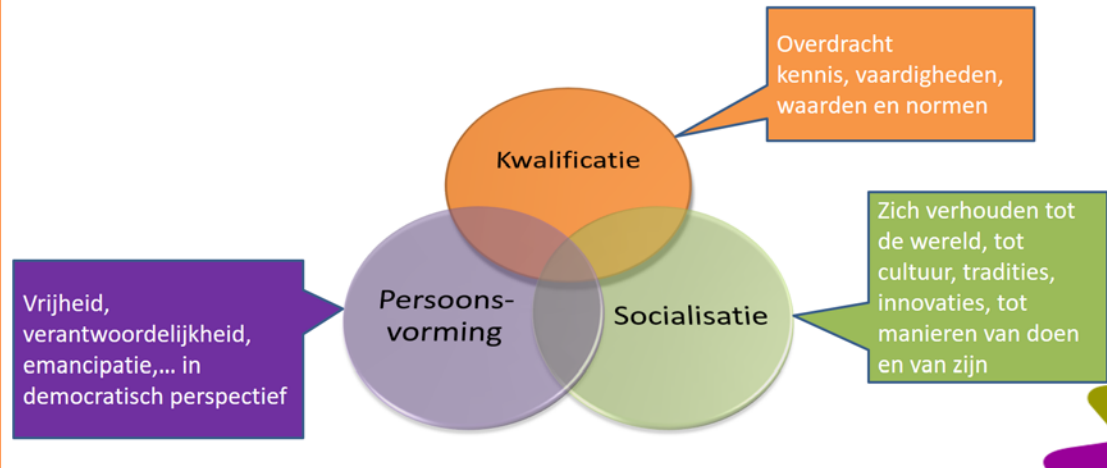 Overdracht
kennis, vaardigheden,
waarden en normen
Kwalificatie
Zich verhouden tot
de wereld, tot
cultuur, tradities,
innovaties, tot
manieren van doen
en van zijn
Vrijheid,
verantwoordelijkheid,
emancipatie,... in
democratisch perspectief
Persoons-
vorming
Socialisatie